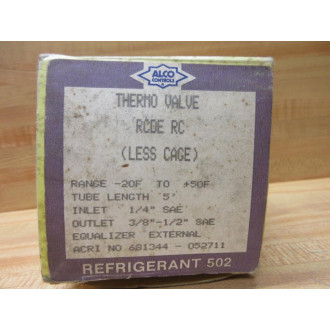 ALCO
CONTROLS
THERMO VALVE
RCDE RC
(LESS CAGE)
RANGE -20F TO +50F
TUBE LENGTH 5'
INLET 1/4" SAE
OUTLET 3/8"-1/2" SAE
EQUALIZER EXTERNAL
ACRI NO 681344 - 052711
REFRIGERANT 502